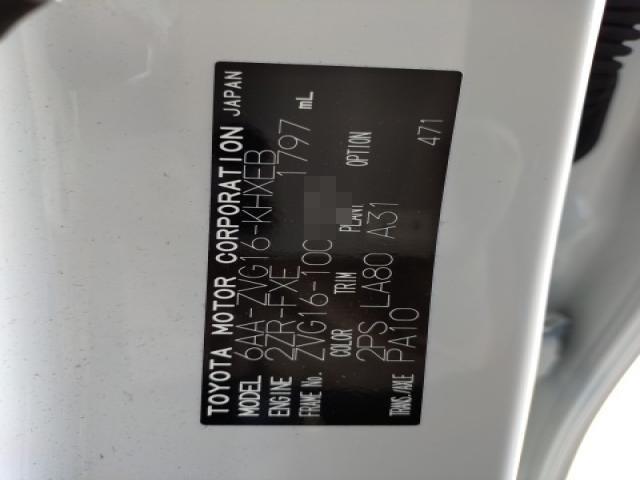 TOYOTA MOTOR CORPORATION JAPAN
MODEL 6AA-ZVG16-KHXEB
ENGINE 2ZR-FXE 1797 mL
FRAME No. ZVG16-100
COLOR TRIM PLANT OPTION
2PS LA80 A31
TRANS./AXLE PA10 471